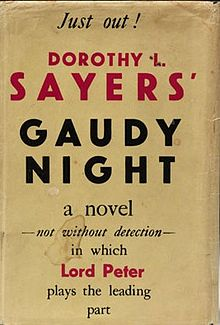 Just out!
DOROTHY L.
SAYERS'
GAUDY
NIGHT
a novel
—not without detection—
in which
Lord Peter
plays the leading
part